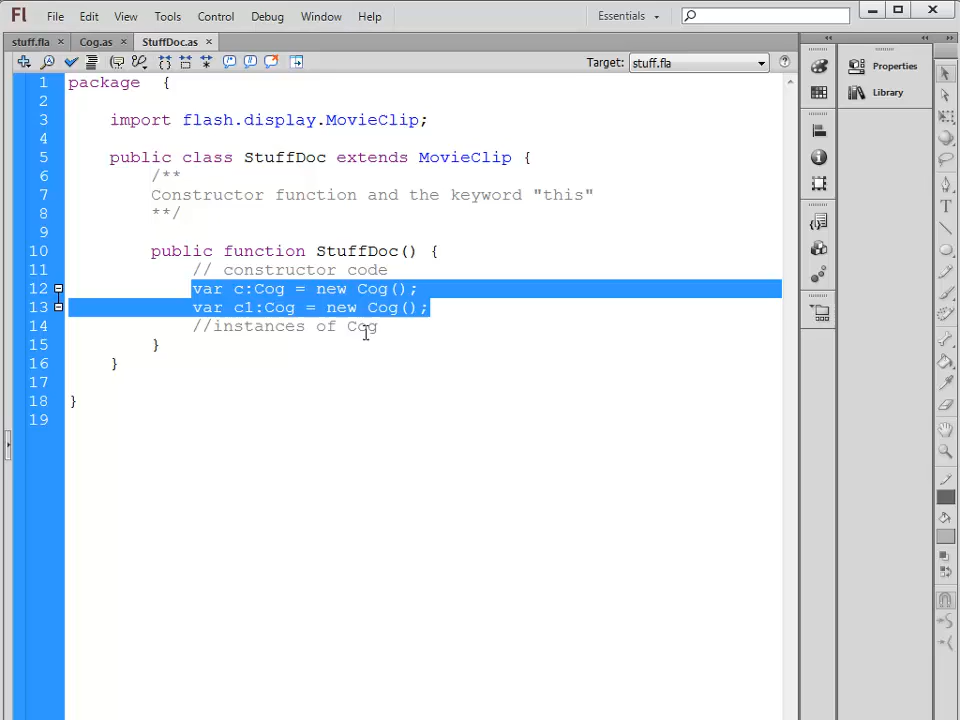 Fl File Edit View Tools Control Debug Window Help Essentials
stuff.fla × Cog.as × StuffDoc.as ×
Target: stuff.fla
1 package {
2
3 import flash.display.MovieClip;
4
5 public class StuffDoc extends MovieClip {
6 /**
7 Constructor function and the keyword "this"
8 **/
9
10 public function StuffDoc() {
11 // constructor code
12 var c:Cog = new Cog();
13 var c1:Cog = new Cog();
14 //instances of Cog
15 }
16 }
17
18 }
19
Properties
Library